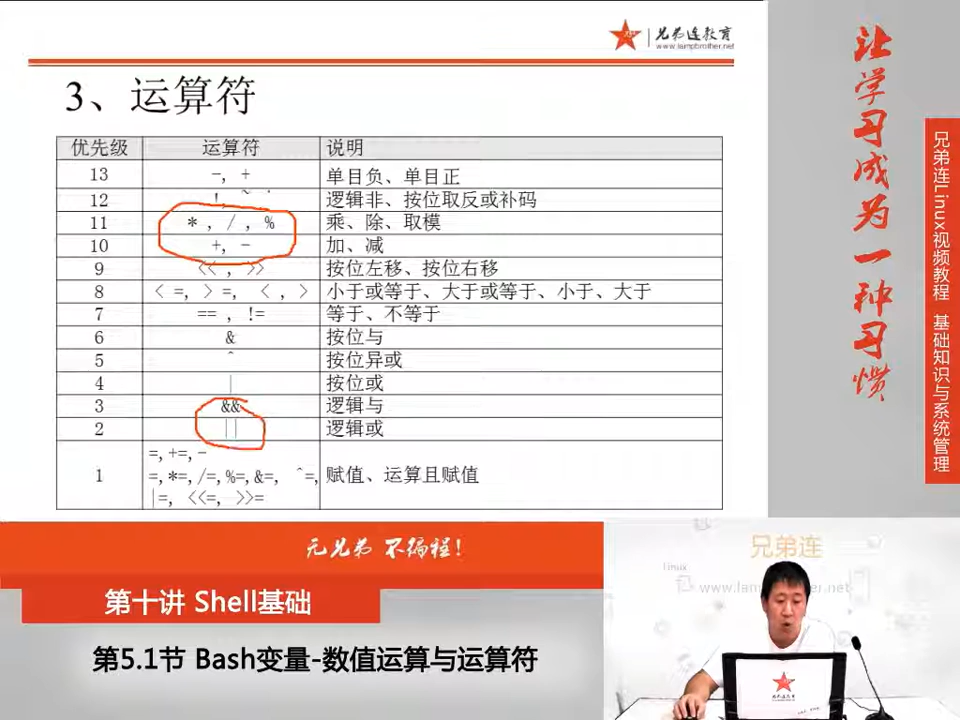 兄弟连教育
www.lampbrother.net
3、运算符
优先级 运算符 说明
13 -, + 单目负、单目正
12 !, ~ 逻辑非、按位取反或补码
11 * , / , % 乘、除、取模
10 +, - 加、减
9 << , >> 按位左移、按位右移
8 < =, > =, < , > 小于或等于、大于或等于、小于、大于
7 == , != 等于、不等于
6 & 按位与
5 ^ 按位异或
4 | 按位或
3 && 逻辑与
2 || 逻辑或
1 =,+=,-
=,*=,/=,%=,&=, ^=, 赋值、运算且赋值
|=, <<=, >>=
让学习成为一种习惯
兄弟连Linux视频教程 基础知识与系统管理
无兄弟 不编程!
第十讲 Shell基础
第5.1节 Bash变量-数值运算与运算符
兄弟连
Linux